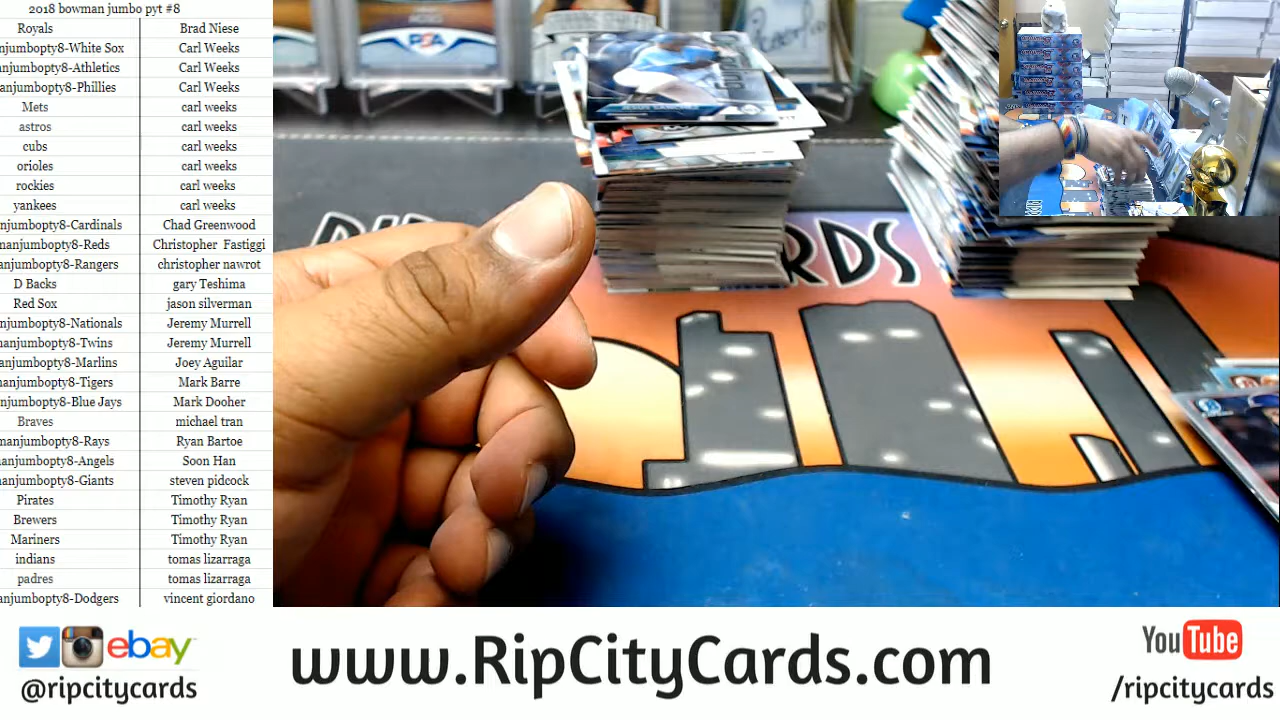 2018 bowman jumbo pyt #8
Royals Brad Niese
njumbopty8-White Sox Carl Weeks
anjumbopty8-Athletics Carl Weeks
anjumbopty8-Phillies Carl Weeks
Mets carl weeks
astros carl weeks
cubs carl weeks
orioles carl weeks
rockies carl weeks
yankees carl weeks
njumbopty8-Cardinals Chad Greenwood
manjumbopty8-Reds Christopher Fastiggi
anjumbopty8-Rangers christopher nawrot
D Backs gary Teshima
Red Sox jason silverman
njumbopty8-Nationals Jeremy Murrell
manjumbopty8-Twins Jeremy Murrell
anjumbopty8-Marlins Joey Aguilar
nanjumbopty8-Tigers Mark Barre
njumbopty8-Blue Jays Mark Dooher
Braves michael tran
manjumbopty8-Rays Ryan Bartoe
nanjumbopty8-Angels Soon Han
anjumbopty8-Giants steven pidcock
Pirates Timothy Ryan
Brewers Timothy Ryan
Mariners Timothy Ryan
indians tomas lizarraga
padres tomas lizarraga
anjumbopty8-Dodgers vincent giordano
PSA
RDS
ebay
@ripcitycards
www.RipCityCards.com
YouTube
/ripcitycards